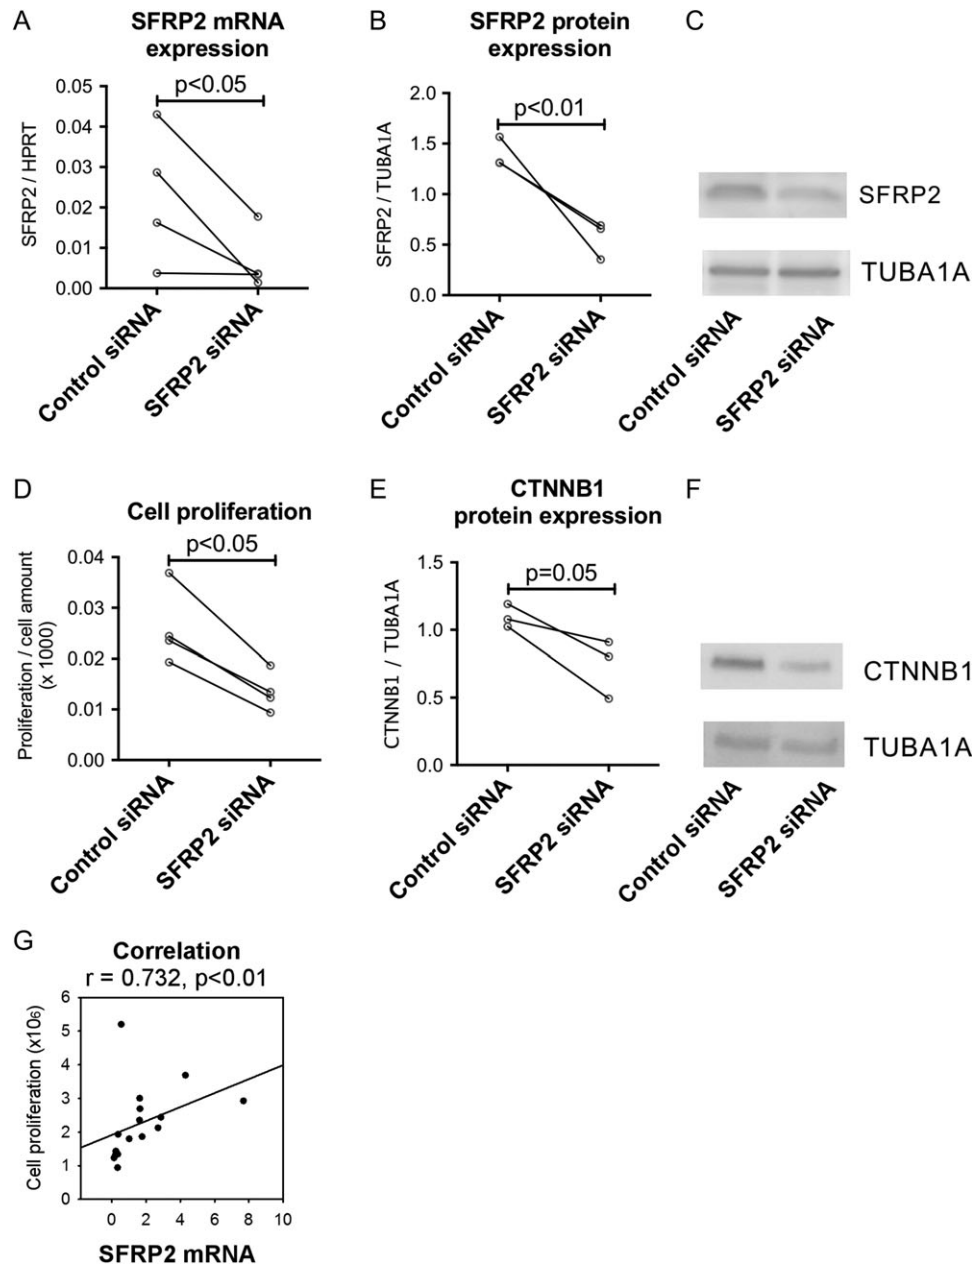 A
SFRP2 mRNA
expression
p<0.05
SFRP2 / HPRT
0.05
0.04
0.03
0.02
0.01
0.00
Control siRNA
SFRP2 siRNA
B
SFRP2 protein
expression
p<0.01
SFRP2 / TUBA1A
2.0
1.5
1.0
0.5
0.0
Control siRNA
SFRP2 siRNA
C
SFRP2
TUBA1A
Control siRNA
SFRP2 siRNA
D
Cell proliferation
p<0.05
Proliferation / cell amount
(x 1000)
0.04
0.03
0.02
0.01
0.00
Control siRNA
SFRP2 siRNA
E
CTNNB1
protein expression
p=0.05
CTNNB1 / TUBA1A
1.5
1.0
0.5
0.0
Control siRNA
SFRP2 siRNA
F
CTNNB1
TUBA1A
Control siRNA
SFRP2 siRNA
G
Correlation
r = 0.732, p<0.01
Cell proliferation (x10₆)
6
5
4
3
2
1
0
0 2 4 6 8 10
SFRP2 mRNA